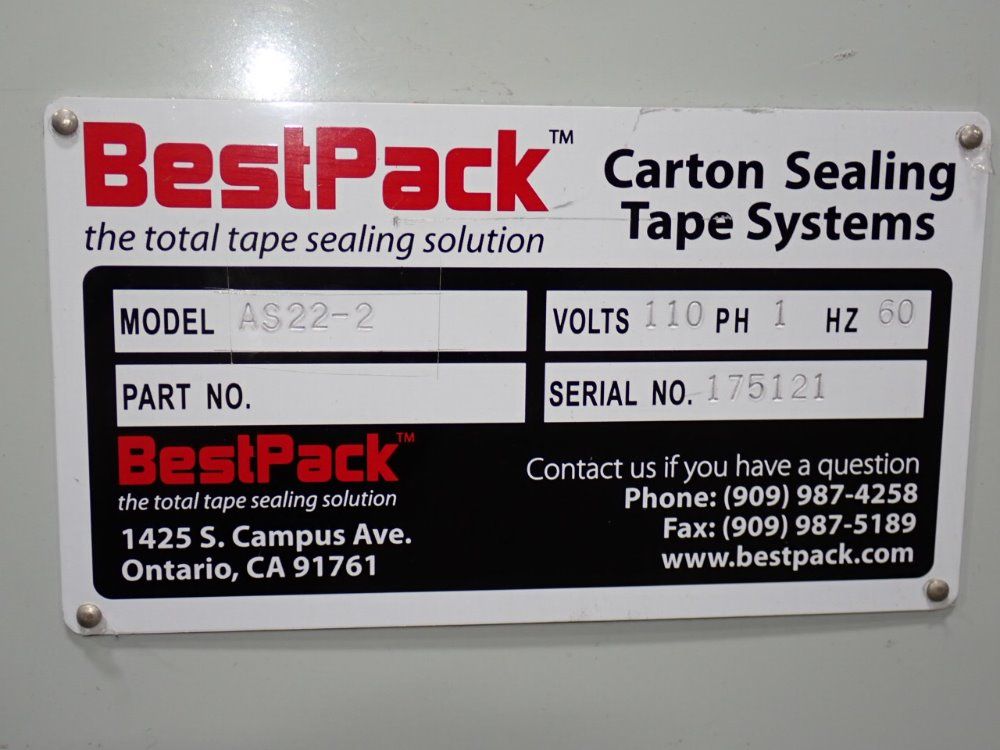 BestPack™
the total tape sealing solution
Carton Sealing
Tape Systems
MODEL AS22-2
VOLTS 110 PH 1 HZ 60
PART NO.
SERIAL NO. 175121
BestPack™
the total tape sealing solution
1425 S. Campus Ave.
Ontario, CA 91761
Contact us if you have a question
Phone: (909) 987-4258
Fax: (909) 987-5189
www.bestpack.com